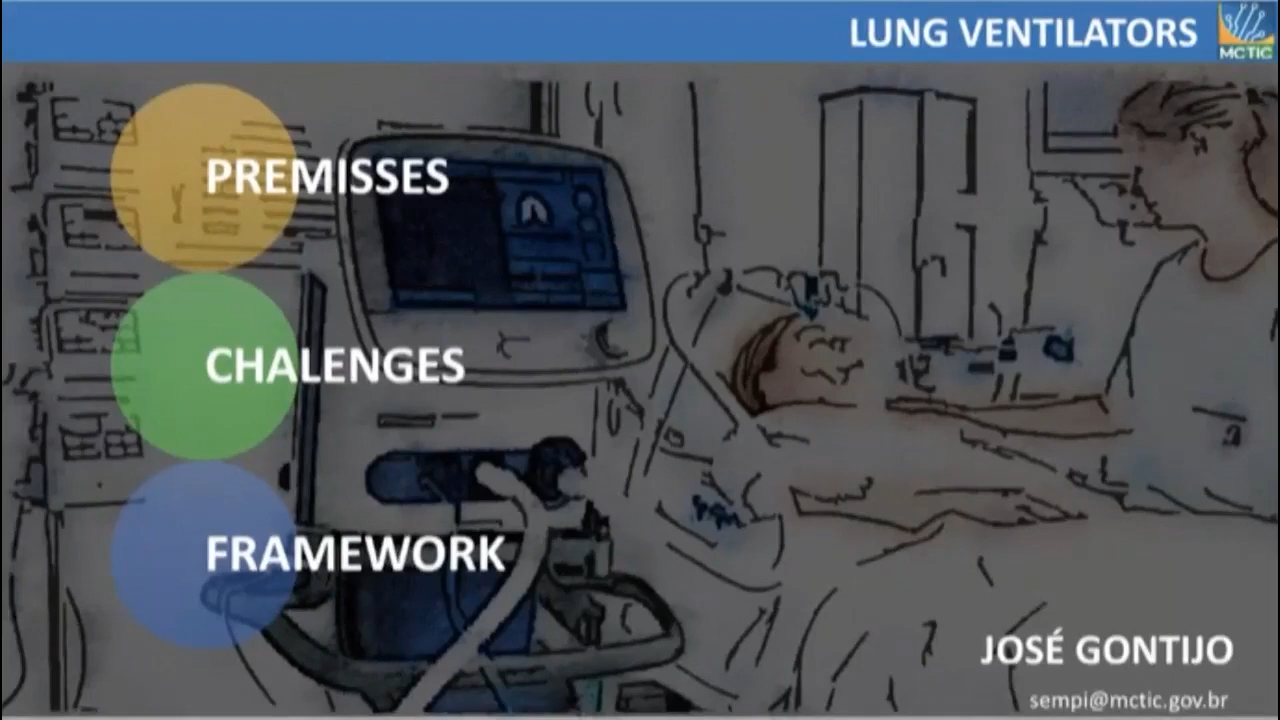 LUNG VENTILATORS
MCTIC
PREMISSES
CHALENGES
FRAMEWORK
JOSÉ GONTIJO
sempi@mctic.gov.br